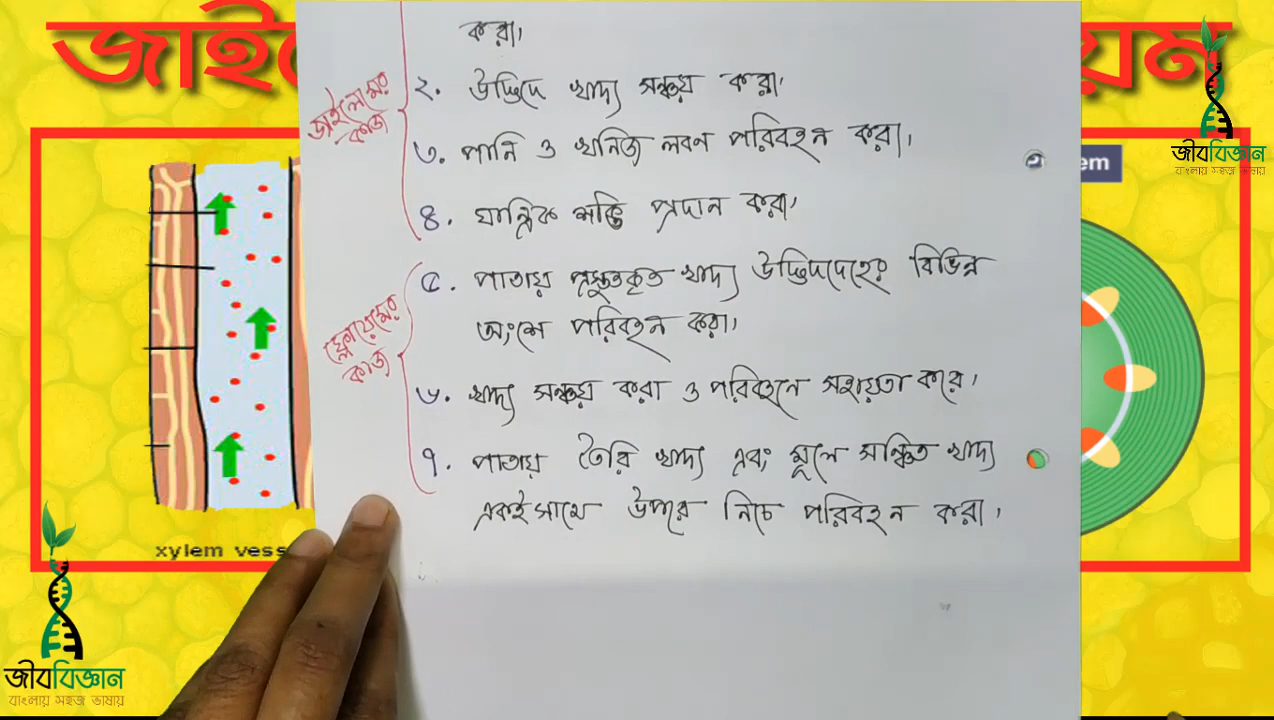 করা।
২. উদ্ভিদে খাদ্য সঞ্চয় করা।
৩. পানি ও খনিজ লবণ পরিবহন করা।
৪. যান্ত্রিক শক্তি প্রদান করা।
জাইলেমের
কাজ
৫. পাতায় প্রস্তুতকৃত খাদ্য উদ্ভিদদেহের বিভিন্ন
অংশে পরিবহন করা।
৬. খাদ্য সঞ্চয় করা ও পরিবহনে সহায়তা করে।
৭. পাতায় তৈরি খাদ্য এবং মূলে সঞ্চিত খাদ্য
একই সাথে উপরে নিচে পরিবহন করা।
ফ্লোয়েমের
কাজ
xylem vess
জীববিজ্ঞান
বাংলায় সহজ ভাষায়
জীববিজ্ঞান
বাংলায় সহজ ভাষায়